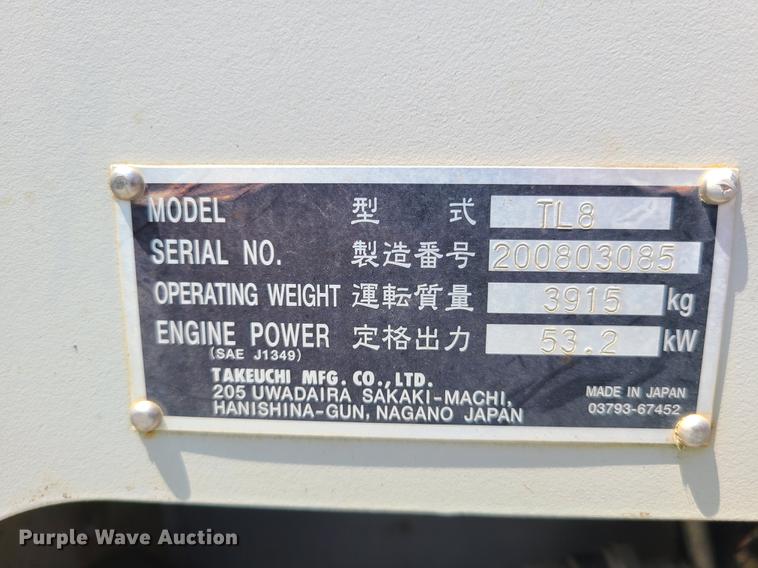 MODEL 型 式 TL8
SERIAL NO. 製造番号 200803085
OPERATING WEIGHT 運転質量 3915 kg
ENGINE POWER 定格出力 53.2 kW
(SAE J1349)
TAKEUCHI MFG. CO., LTD.
205 UWADAIRA SAKAKI-MACHI,
HANISHINA-GUN, NAGANO JAPAN
MADE IN JAPAN
03793-67452
Purple Wave Auction